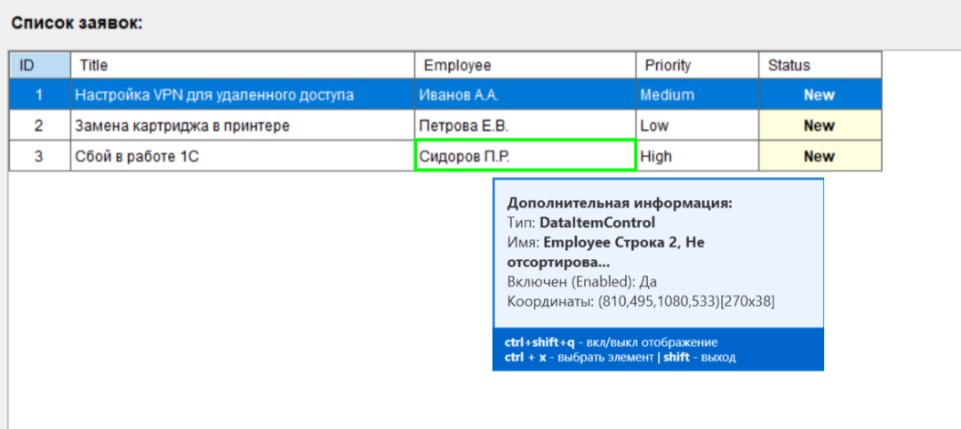 Список заявок:
ID Title Employee Priority Status
1 Настройка VPN для удаленного доступа Иванов А.А. Medium New
2 Замена картриджа в принтере Петрова Е.В. Low New
3 Сбой в работе 1С Сидоров П.Р. High New
Дополнительная информация:
Тип: DataItemControl
Имя: Employee Строка 2, Не
отсортирова...
Включен (Enabled): Да
Координаты: (810,495,1080,533)[270x38]
ctrl+shift+q - вкл/выкл отображение
ctrl + x - выбрать элемент | shift - выход